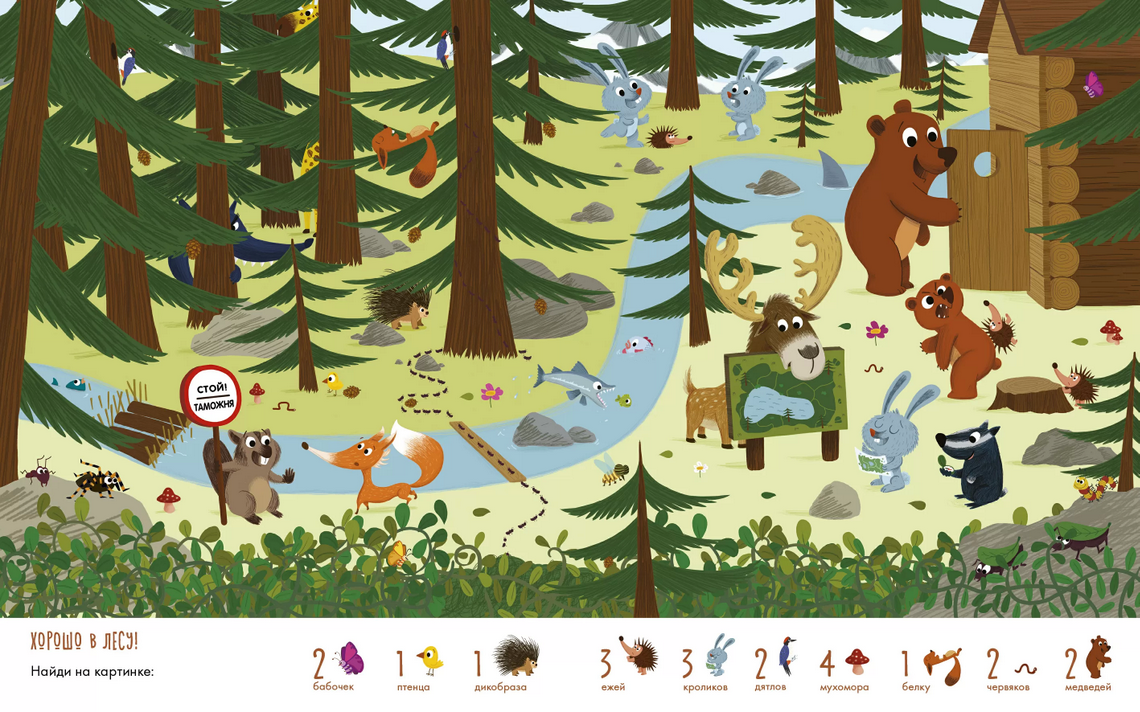 СТОЙ!
ТАМОЖНЯ
ХОРОШО В ЛЕСУ!
Найди на картинке:
2 бабочек
1 птенца
1 дикобраза
3 ежей
3 кроликов
2 дятлов
4 мухомора
1 белку
2 червяков
2 медведей